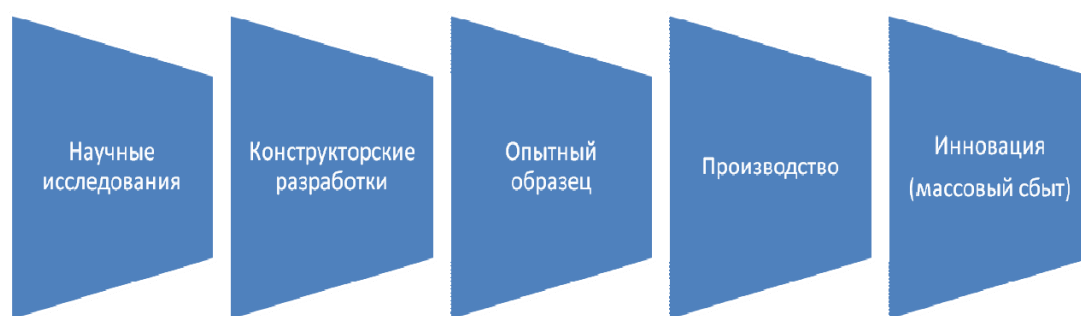 Научные
исследования
Конструкторские
разработки
Опытный
образец
Производство
Инновация
(массовый сбыт)